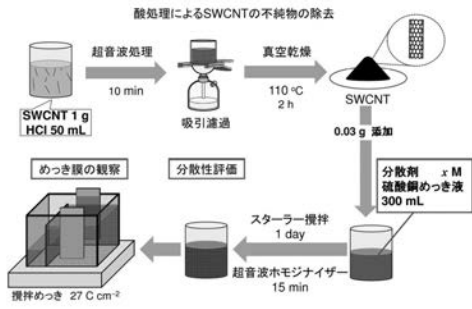 酸処理によるSWCNTの不純物の除去
超音波処理
10 min
SWCNT 1 g
HCl 50 mL
吸引濾過
真空乾燥
110 ℃
2 h
SWCNT
0.03 g 添加
分散剤 x M
硫酸銅めっき液
300 mL
スターラー攪拌
1 day
超音波ホモジナイザー
15 min
分散性評価
めっき膜の観察
攪拌めっき 27 C cm⁻²